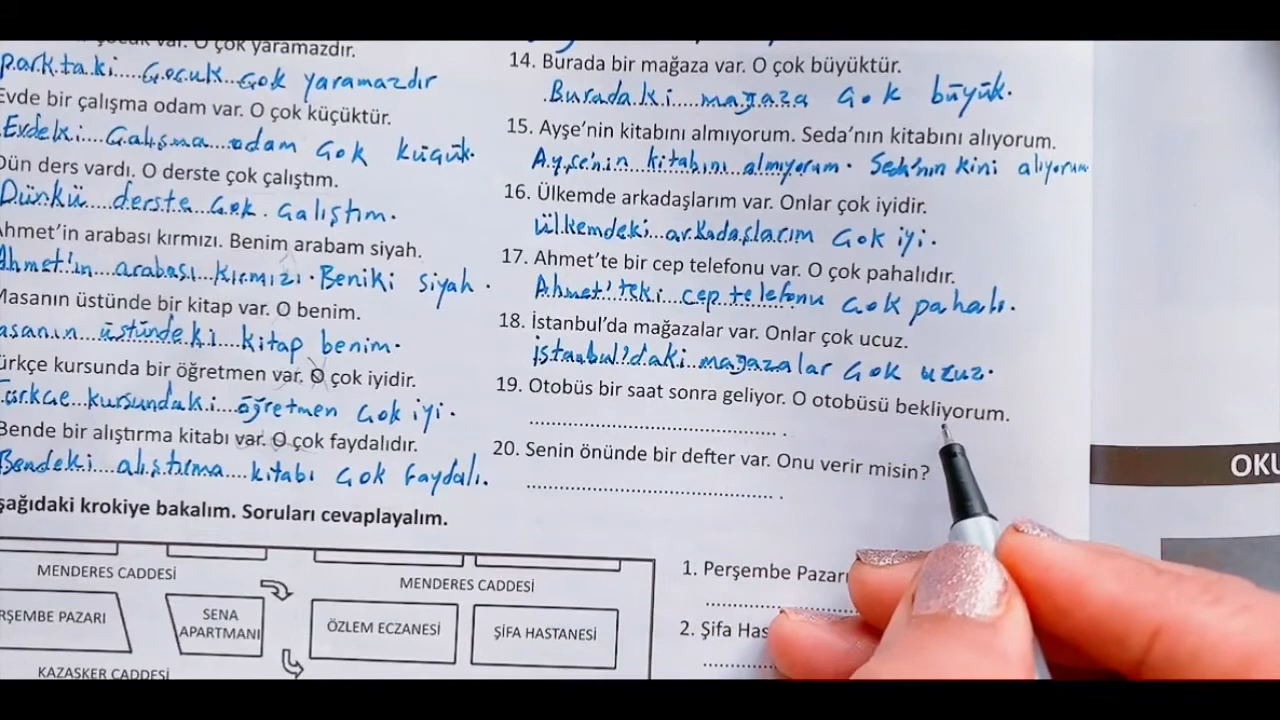 çocuk var. O çok yaramazdır.
parktaki....çocuk...çok yaramazdır
Evde bir çalışma odam var. O çok küçüktür.
Evdeki....çalışma...odam çok küçük.
Dün ders vardı. O derste çok çalıştım.
Dünkü...derste çok.çalıştım.
Ahmet'in arabası kırmızı. Benim arabam siyah.
Ahmet'in...arabası...kırmızı.Beniki siyah.
Masanın üstünde bir kitap var. O benim.
asanın...üstündeki....kitap benim.
ürkçe kursunda bir öğretmen var. O çok iyidir.
Türkçe...kursundaki....öğretmen çok iyi.
Bende bir alıştırma kitabı var. O çok faydalıdır.
Bendeki...alıştırma....kitabı çok faydalı.
14. Burada bir mağaza var. O çok büyüktür.
.Buradaki.....mağaza çok büyük.
15. Ayşe'nin kitabını almıyorum. Seda'nın kitabını alıyorum.
Ayşe'nin kitabını almıyorum. Seda'nınkini alıyorum
16. Ülkemde arkadaşlarım var. Onlar çok iyidir.
Ülkemdeki...arkadaşlarım çok iyi.
17. Ahmet'te bir cep telefonu var. O çok pahalıdır.
Ahmet'teki cep telefonu çok pahalı.
18. İstanbul'da mağazalar var. Onlar çok ucuz.
İstanbul'daki mağazalar çok ucuz.
19. Otobüs bir saat sonra geliyor. O otobüsü bekliyorum.
................................................ .
20. Senin önünde bir defter var. Onu verir misin?
................................................ .
şağıdaki krokiye bakalım. Soruları cevaplayalım.
MENDERES CADDESİ
MENDERES CADDESİ
RŞEMBE PAZARI
SENA
APARTMANI
ÖZLEM ECZANESİ
ŞİFA HASTANESİ
KAZASKER CADDESİ
1. Perşembe Pazarı
2. Şifa Has
OKU